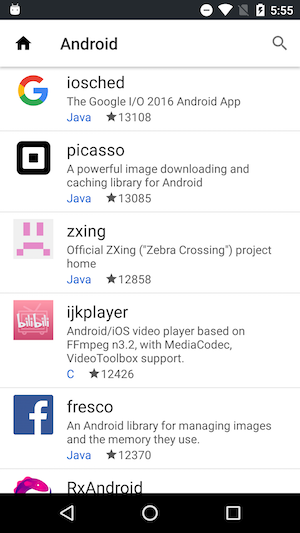 5:55
Android
iosched
The Google I/O 2016 Android App
Java ★13108
picasso
A powerful image downloading and
caching library for Android
Java ★13085
zxing
Official ZXing ("Zebra Crossing") project
home
Java ★12858
bilibili
ijkplayer
Android/iOS video player based on
FFmpeg n3.2, with MediaCodec,
VideoToolbox support.
C ★12426
fresco
An Android library for managing images
and the memory they use.
Java ★12370
RxAndroid